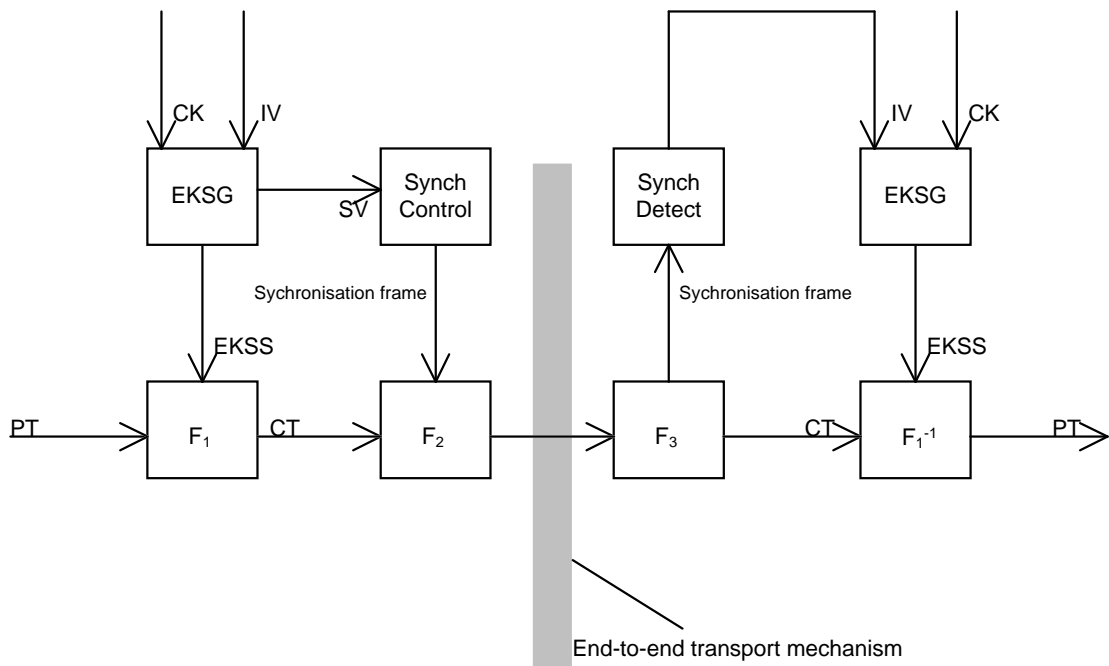 CK
IV
IV
CK
EKSG
SV
Synch
Control
Synch
Detect
EKSG
Sychronisation frame
Sychronisation frame
EKSS
EKSS
PT
F₁
CT
F₂
F₃
CT
F₁⁻¹
PT
End-to-end transport mechanism